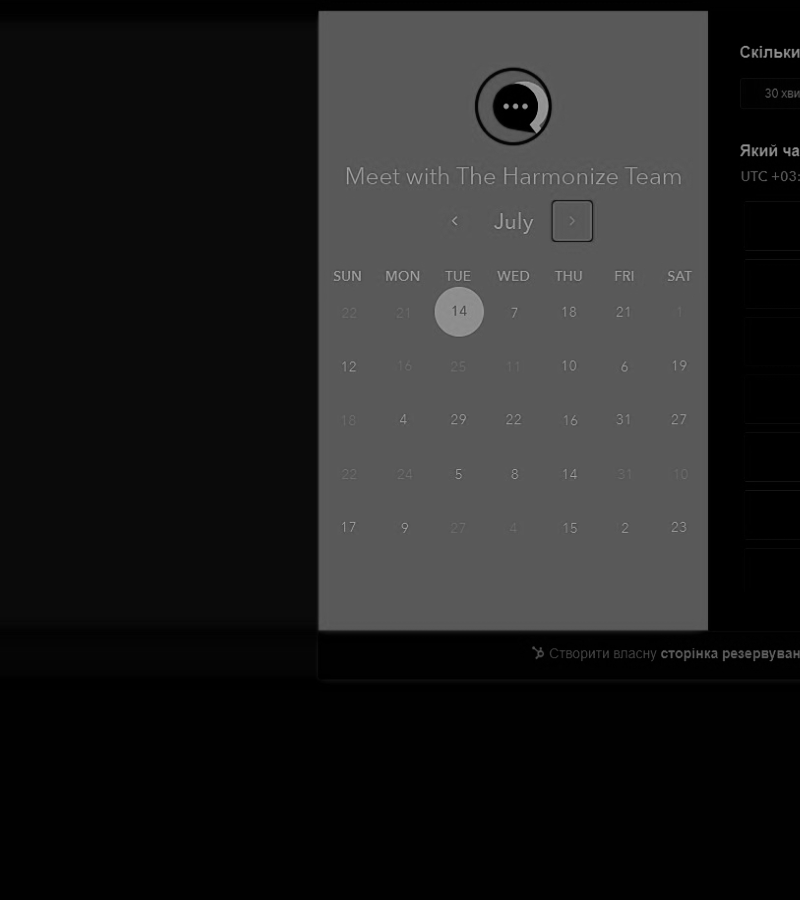 Meet with The Harmonize Team
July
SUN MON TUE WED THU FRI SAT
22 21 14 7 18 21 1
12 16 25 11 10 6 19
18 4 29 22 16 31 27
22 24 5 8 14 31 10
17 9 27 4 15 2 23
Скільки
30 хви
Який ча
UTC +03:
Створити власну сторінка резервуван